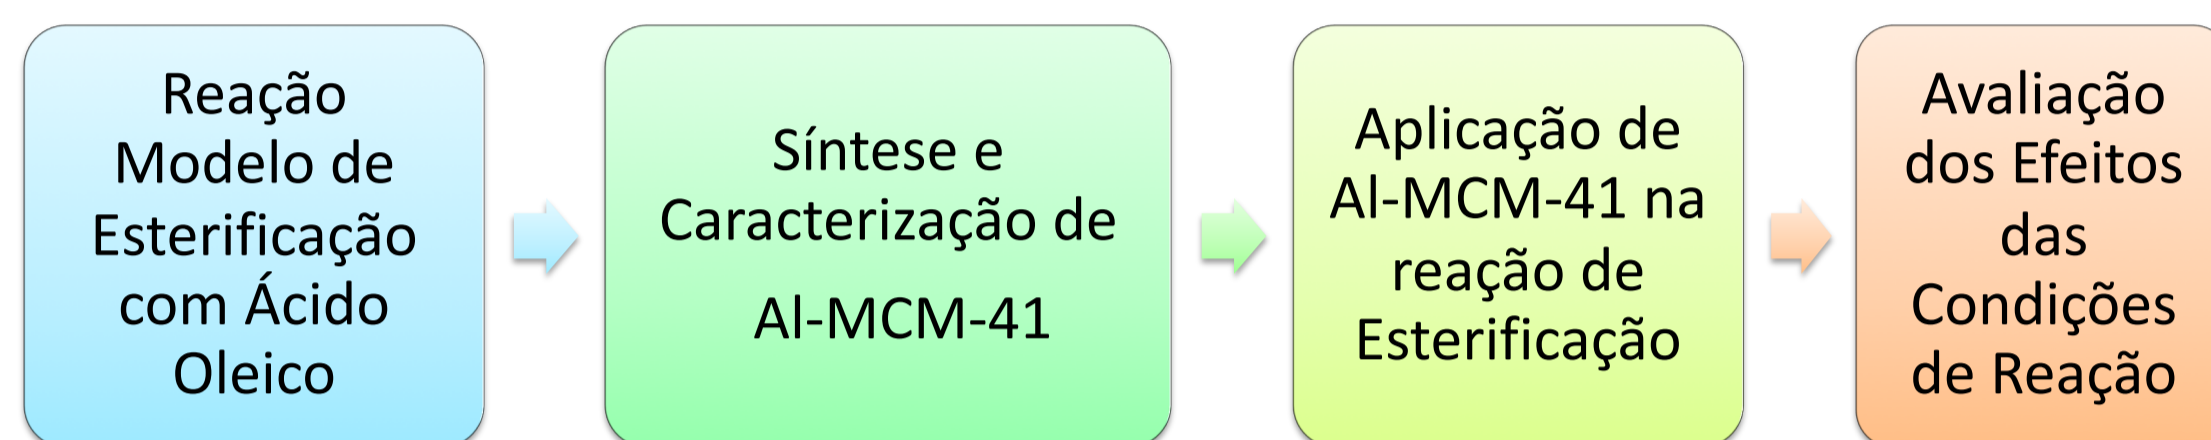 Reação
Modelo de
Esterificação
com Ácido
Oleico
Síntese e
Caracterização de
Al-MCM-41
Aplicação de
Al-MCM-41 na
reação de
Esterificação
Avaliação
dos Efeitos
das
Condições
de Reação